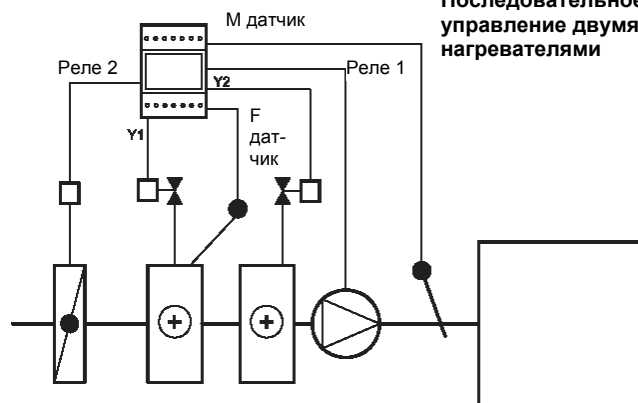 Последовательное
управление двумя
нагревателями
М датчик
Реле 2
Реле 1
Y2
Y1
F
дат-
чик